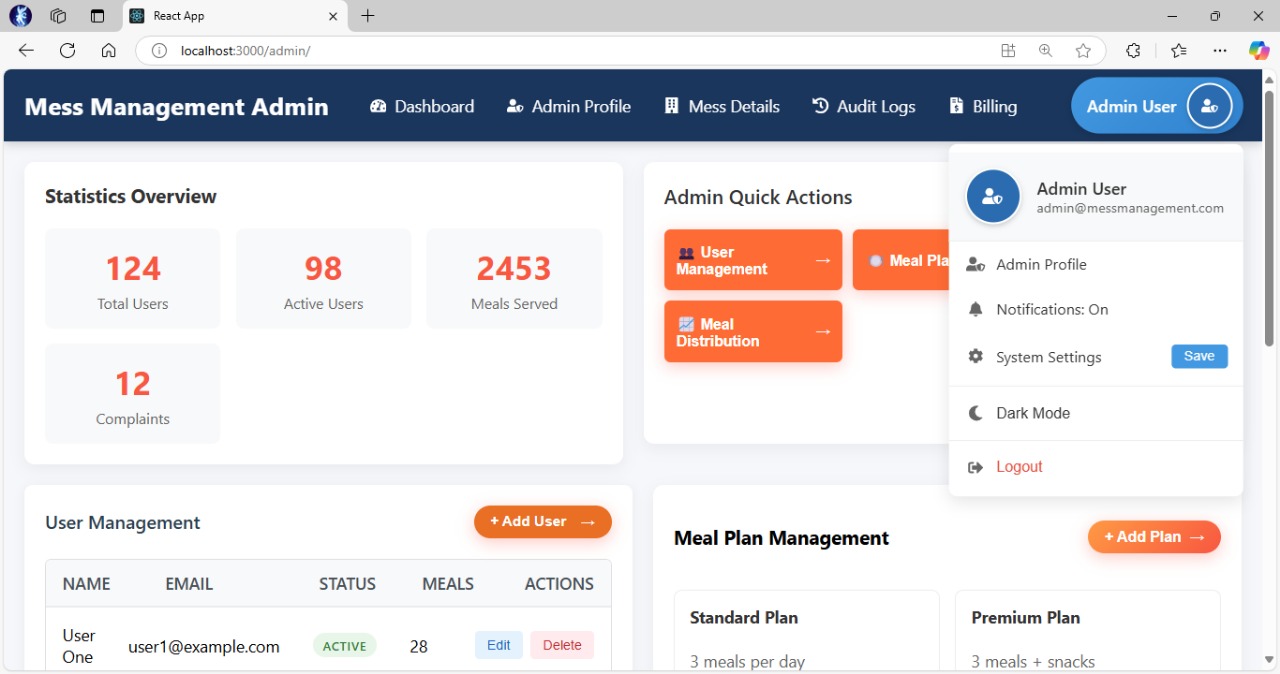 React App
localhost:3000/admin/
Mess Management Admin
Dashboard
Admin Profile
Mess Details
Audit Logs
Billing
Admin User
Admin User
admin@messmanagement.com
Admin Profile
Notifications: On
System Settings
Save
Dark Mode
Logout
Statistics Overview
124
Total Users
98
Active Users
2453
Meals Served
12
Complaints
Admin Quick Actions
User
Management →
Meal Pla
Meal
Distribution →
User Management
+ Add User →
NAME EMAIL STATUS MEALS ACTIONS
User
One
user1@example.com ACTIVE 28 Edit Delete
Meal Plan Management
+ Add Plan →
Standard Plan
3 meals per day
Premium Plan
3 meals + snacks